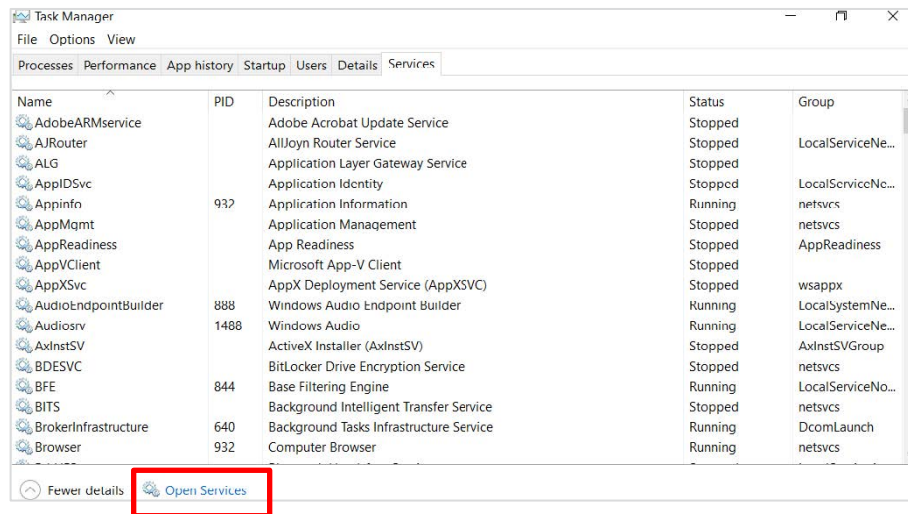 Task Manager
File Options View
Processes Performance App history Startup Users Details Services
Name PID Description Status Group
AdobeARMservice Adobe Acrobat Update Service Stopped
AJRouter AllJoyn Router Service Stopped LocalServiceNe...
ALG Application Layer Gateway Service Stopped
AppIDSvc Application Identity Stopped LocalServiceNe...
Appinfo 932 Application Information Running netsvcs
AppMgmt Application Management Stopped netsvcs
AppReadiness App Readiness Stopped AppReadiness
AppVClient Microsoft App-V Client Stopped
AppXSvc AppX Deployment Service (AppXSVC) Stopped wsappx
AudioEndpointBuilder 888 Windows Audio Endpoint Builder Running LocalSystemNe...
Audiosrv 1488 Windows Audio Running LocalServiceNe...
AxInstSV ActiveX Installer (AxInstSV) Stopped AxInstSVGroup
BDESVC BitLocker Drive Encryption Service Stopped netsvcs
BFE 844 Base Filtering Engine Running LocalServiceNo...
BITS Background Intelligent Transfer Service Stopped netsvcs
BrokerInfrastructure 640 Background Tasks Infrastructure Service Running DcomLaunch
Browser 932 Computer Browser Running netsvcs
Fewer details Open Services